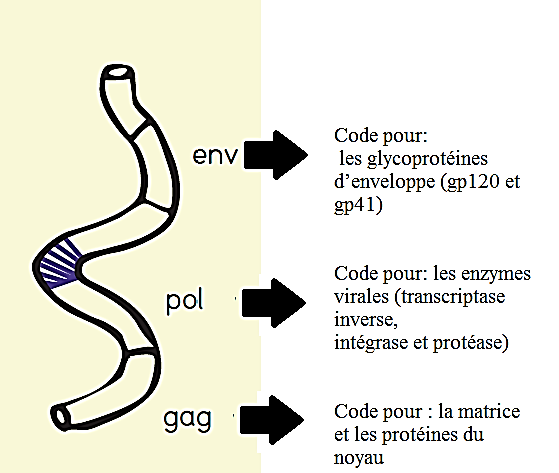 env
Code pour:
les glycoprotéines
d’enveloppe (gp120 et
gp41)
pol
Code pour: les enzymes
virales (transcriptase
inverse,
intégrase et protéase)
gag
Code pour : la matrice
et les protéines du
noyau